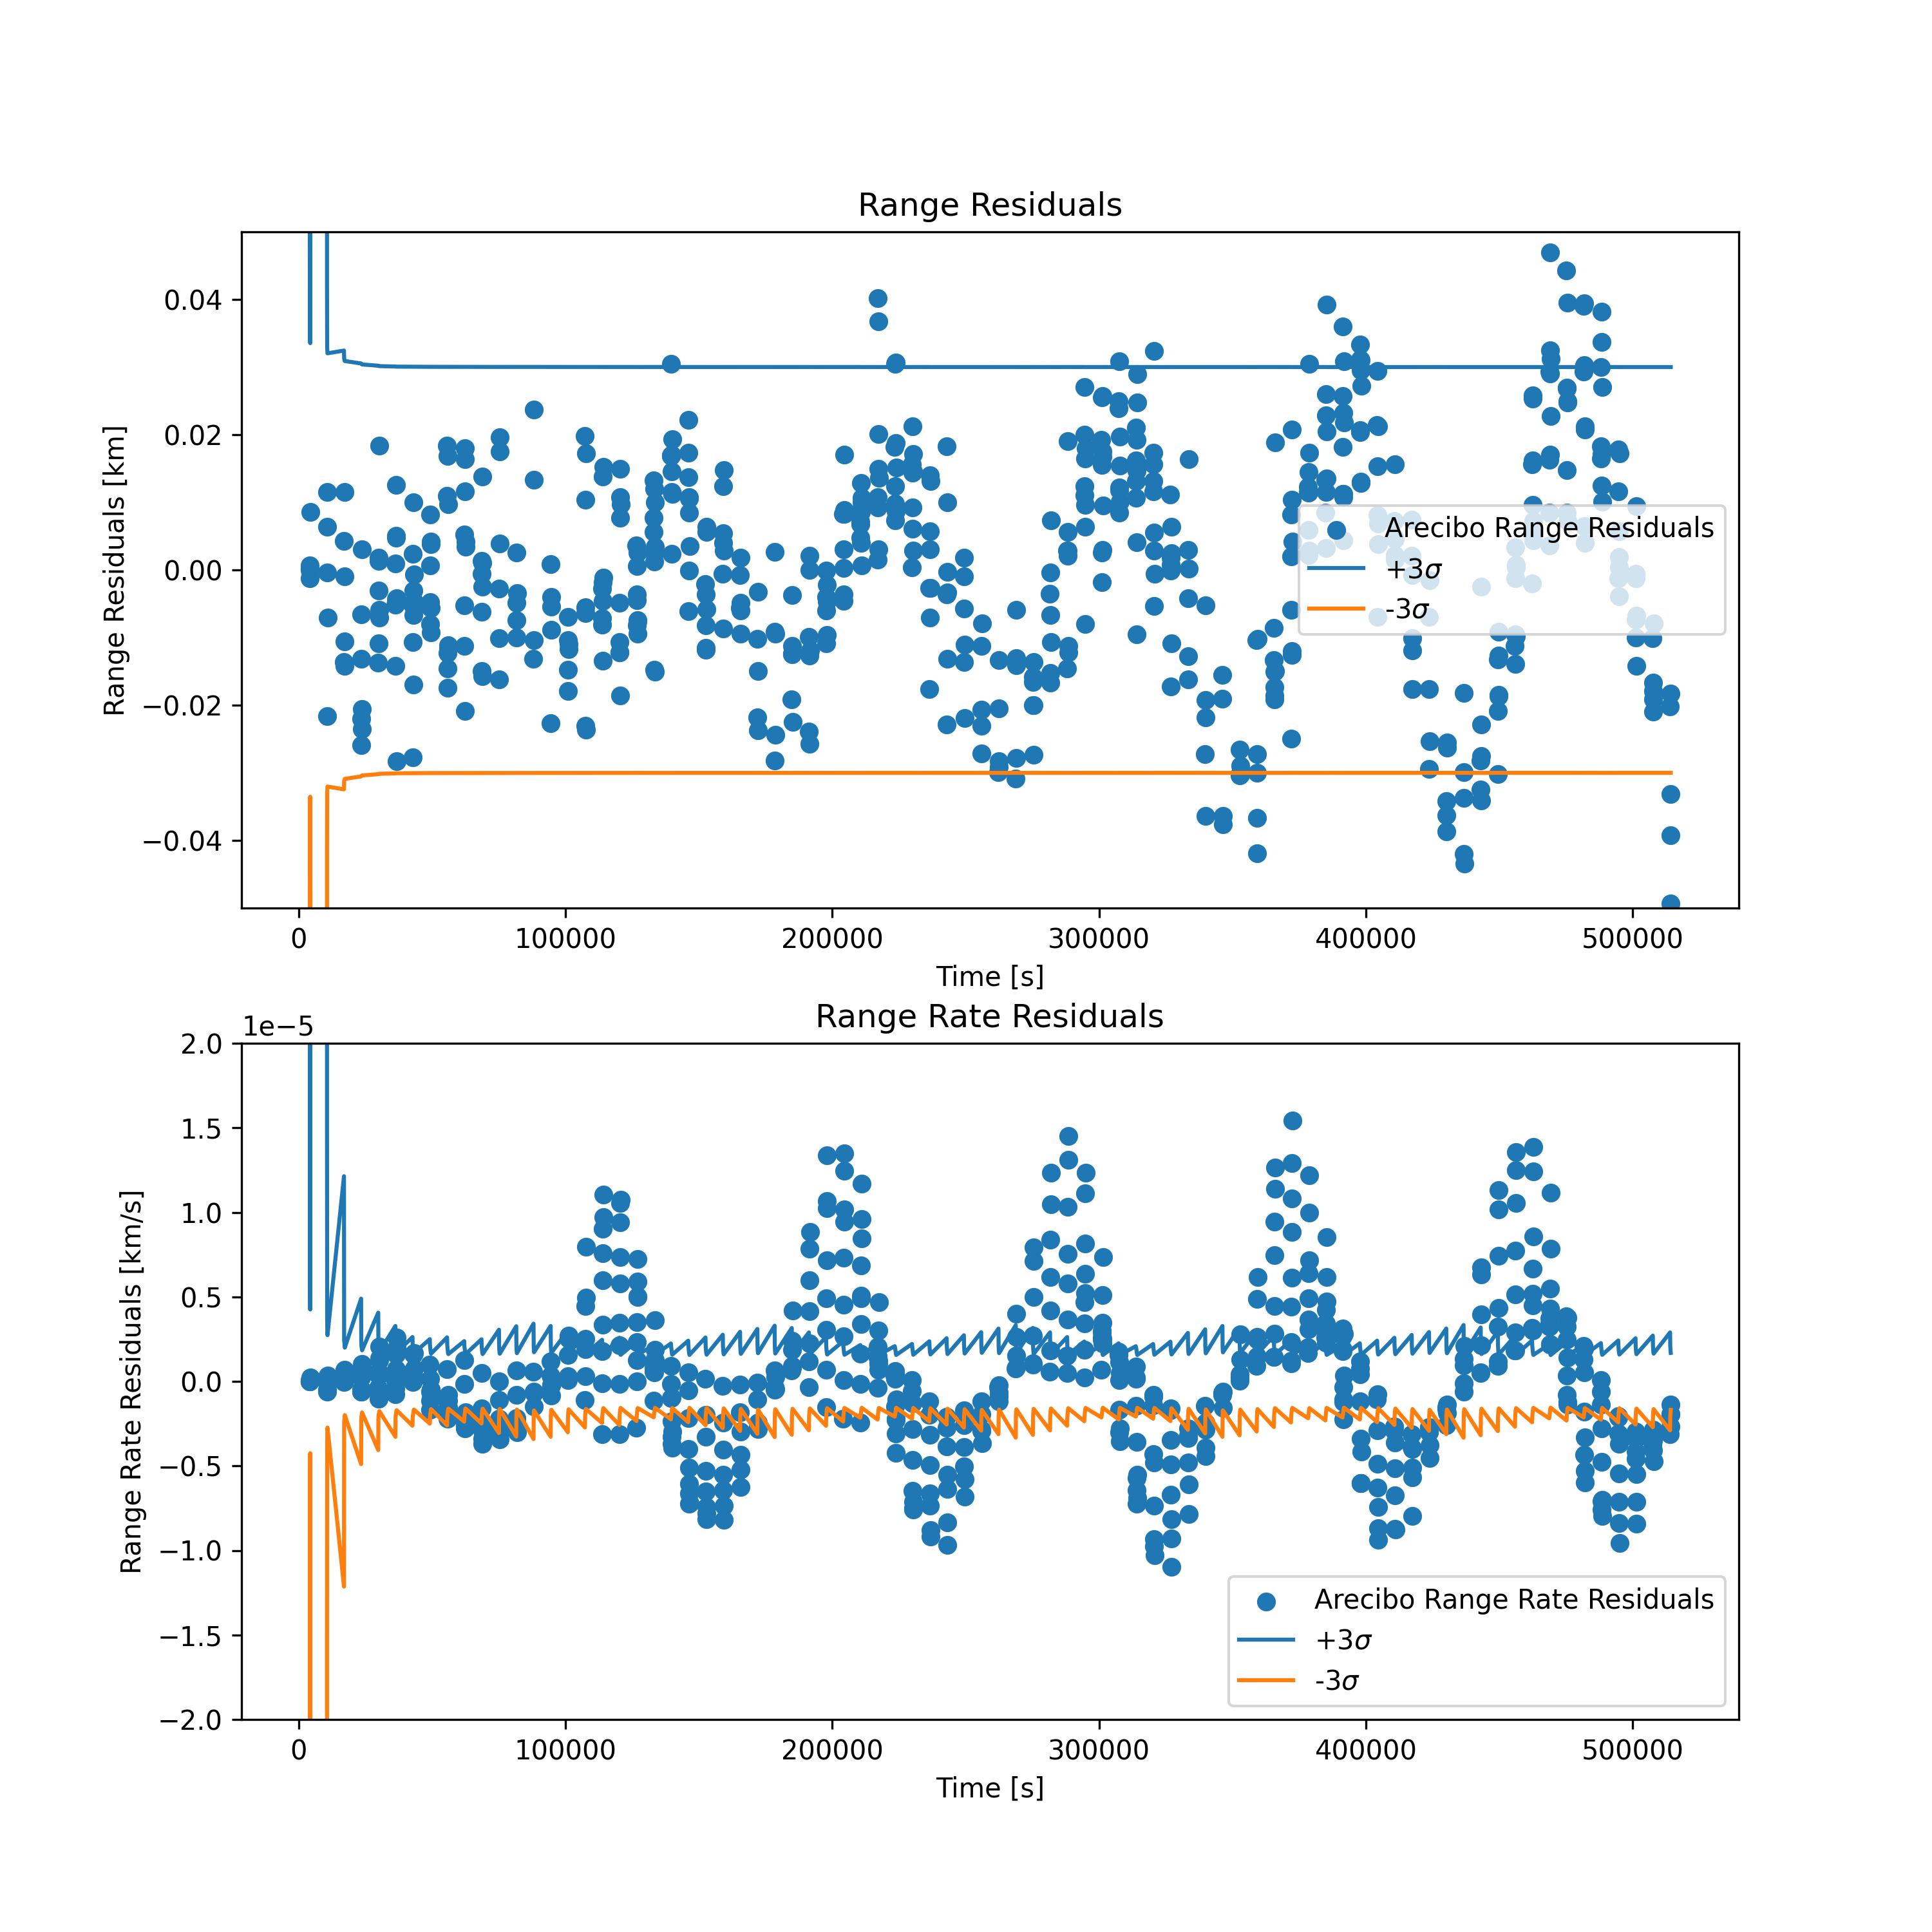 Range Residuals
0.04
0.02
0.00
−0.02
−0.04
Range Residuals [km]
Arecibo Range Residuals
+3σ
-3σ
0 100000 200000 300000 400000 500000
Time [s]
Range Rate Residuals
1e−5
2.0
1.5
1.0
0.5
0.0
−0.5
−1.0
−1.5
−2.0
Range Rate Residuals [km/s]
Arecibo Range Rate Residuals
+3σ
-3σ
0 100000 200000 300000 400000 500000
Time [s]